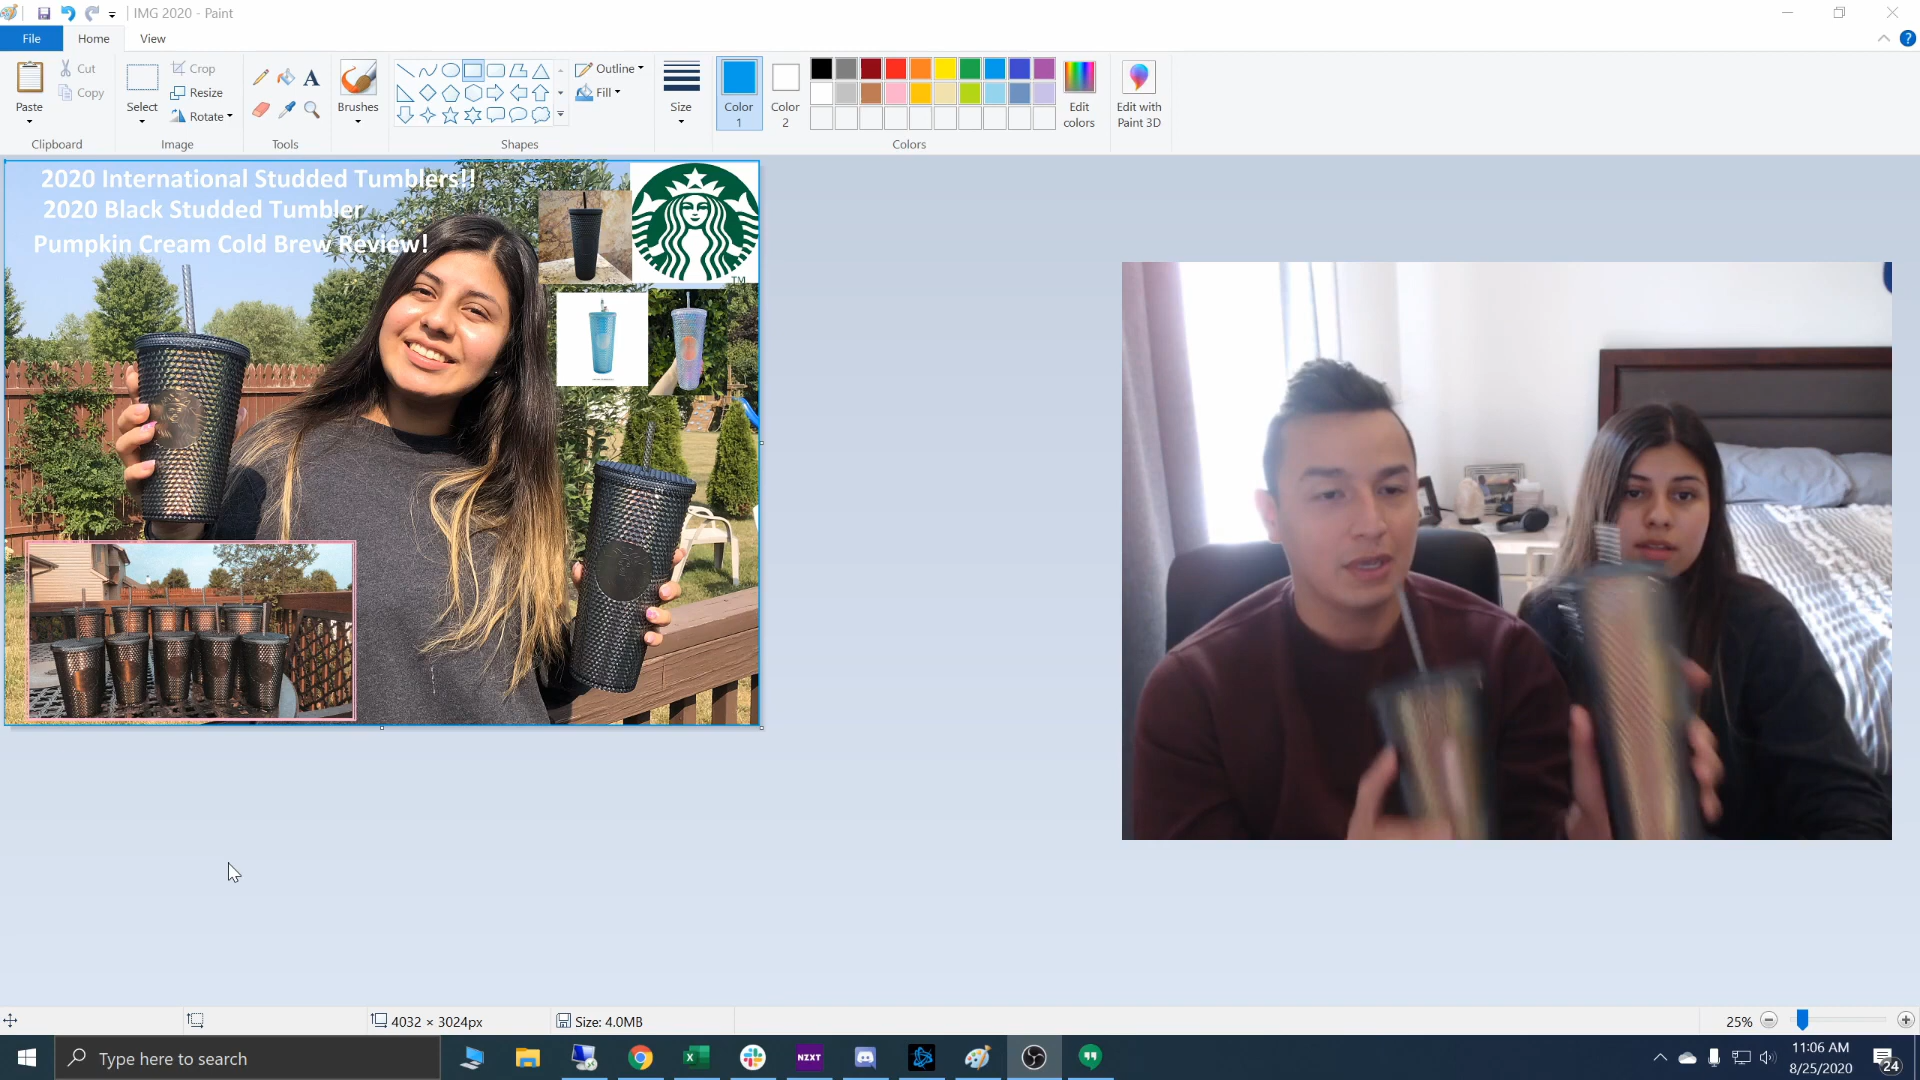 IMG 2020 - Paint
File
Home
View
Paste
Cut
Copy
Clipboard
Select
Crop
Resize
Rotate
Image
Tools
Brushes
Shapes
Outline
Fill
Size
Color
1
Color
2
Edit
colors
Colors
Edit with
Paint 3D
2020 International Studded Tumblers!!
2020 Black Studded Tumbler
Pumpkin Cream Cold Brew Review!
TM
4032 × 3024px
Size: 4.0MB
25%
Type here to search
NZXT
11:06 AM
8/25/2020
24